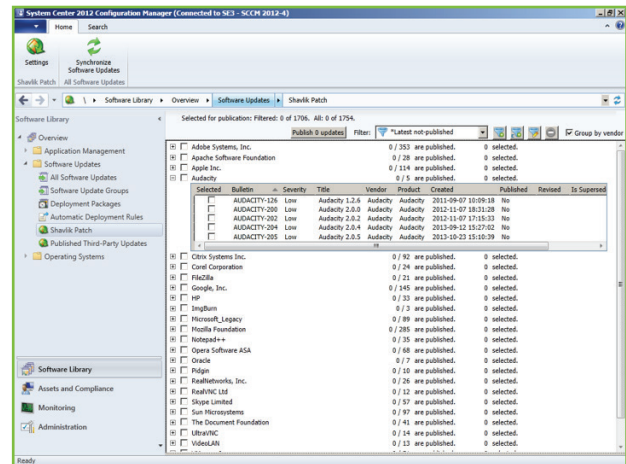 System Center 2012 Configuration Manager (Connected to SE3 - SCCM 2012-4)
Home Search
Settings
Synchronize Software Updates
Shavlik Patch All Software Updates
\ Software Library Overview Software Updates Shavlik Patch
Software Library
Overview
Application Management
Software Updates
All Software Updates
Software Update Groups
Deployment Packages
Automatic Deployment Rules
Shavlik Patch
Published Third-Party Updates
Operating Systems
Software Library
Assets and Compliance
Monitoring
Administration
Selected for publication: Filtered: 0 of 1706. All: 0 of 1754.
Publish 0 updates Filter: *Latest not-published Group by vendor
Adobe Systems, Inc. 0 / 353 are published. 0 selected.
Apache Software Foundation 0 / 28 are published. 0 selected.
Apple, Inc. 0 / 114 are published. 0 selected.
Audacity 0 / 5 are published. 0 selected.
Selected Bulletin Severity Title Vendor Product Created Published Revised Is Supersed
AUDACITY-126 Low Audacity 1.2.6 Audacity Audacity 2011-09-07 10:09:18 No
AUDACITY-200 Low Audacity 2.0.0 Audacity Audacity 2012-11-07 18:31:28 No
AUDACITY-202 Low Audacity 2.0.2 Audacity Audacity 2012-11-07 17:15:33 No
AUDACITY-204 Low Audacity 2.0.4 Audacity Audacity 2013-09-12 15:27:02 No
AUDACITY-205 Low Audacity 2.0.5 Audacity Audacity 2013-10-23 15:10:39 No
Citrix Systems Inc. 0 / 92 are published. 0 selected.
Corel Corporation 0 / 24 are published. 0 selected.
FileZilla 0 / 21 are published. 0 selected.
Google, Inc. 0 / 145 are published. 0 selected.
HP 0 / 33 are published. 0 selected.
ImgBurn 0 / 3 are published. 0 selected.
Microsoft_Legacy 0 / 89 are published. 0 selected.
Mozilla Foundation 0 / 285 are published. 0 selected.
Notepad++ 0 / 35 are published. 0 selected.
Opera Software ASA 0 / 68 are published. 0 selected.
Oracle 0 / 7 are published. 0 selected.
Pidgin 0 / 10 are published. 0 selected.
RealNetworks, Inc. 0 / 26 are published. 0 selected.
RealVNC Ltd 0 / 12 are published. 0 selected.
Skype Limited 0 / 57 are published. 0 selected.
Sun Microsystems 0 / 97 are published. 0 selected.
The Document Foundation 0 / 41 are published. 0 selected.
UltraVNC 0 / 14 are published. 0 selected.
VideoLAN 0 / 13 are published. 0 selected.
Ready